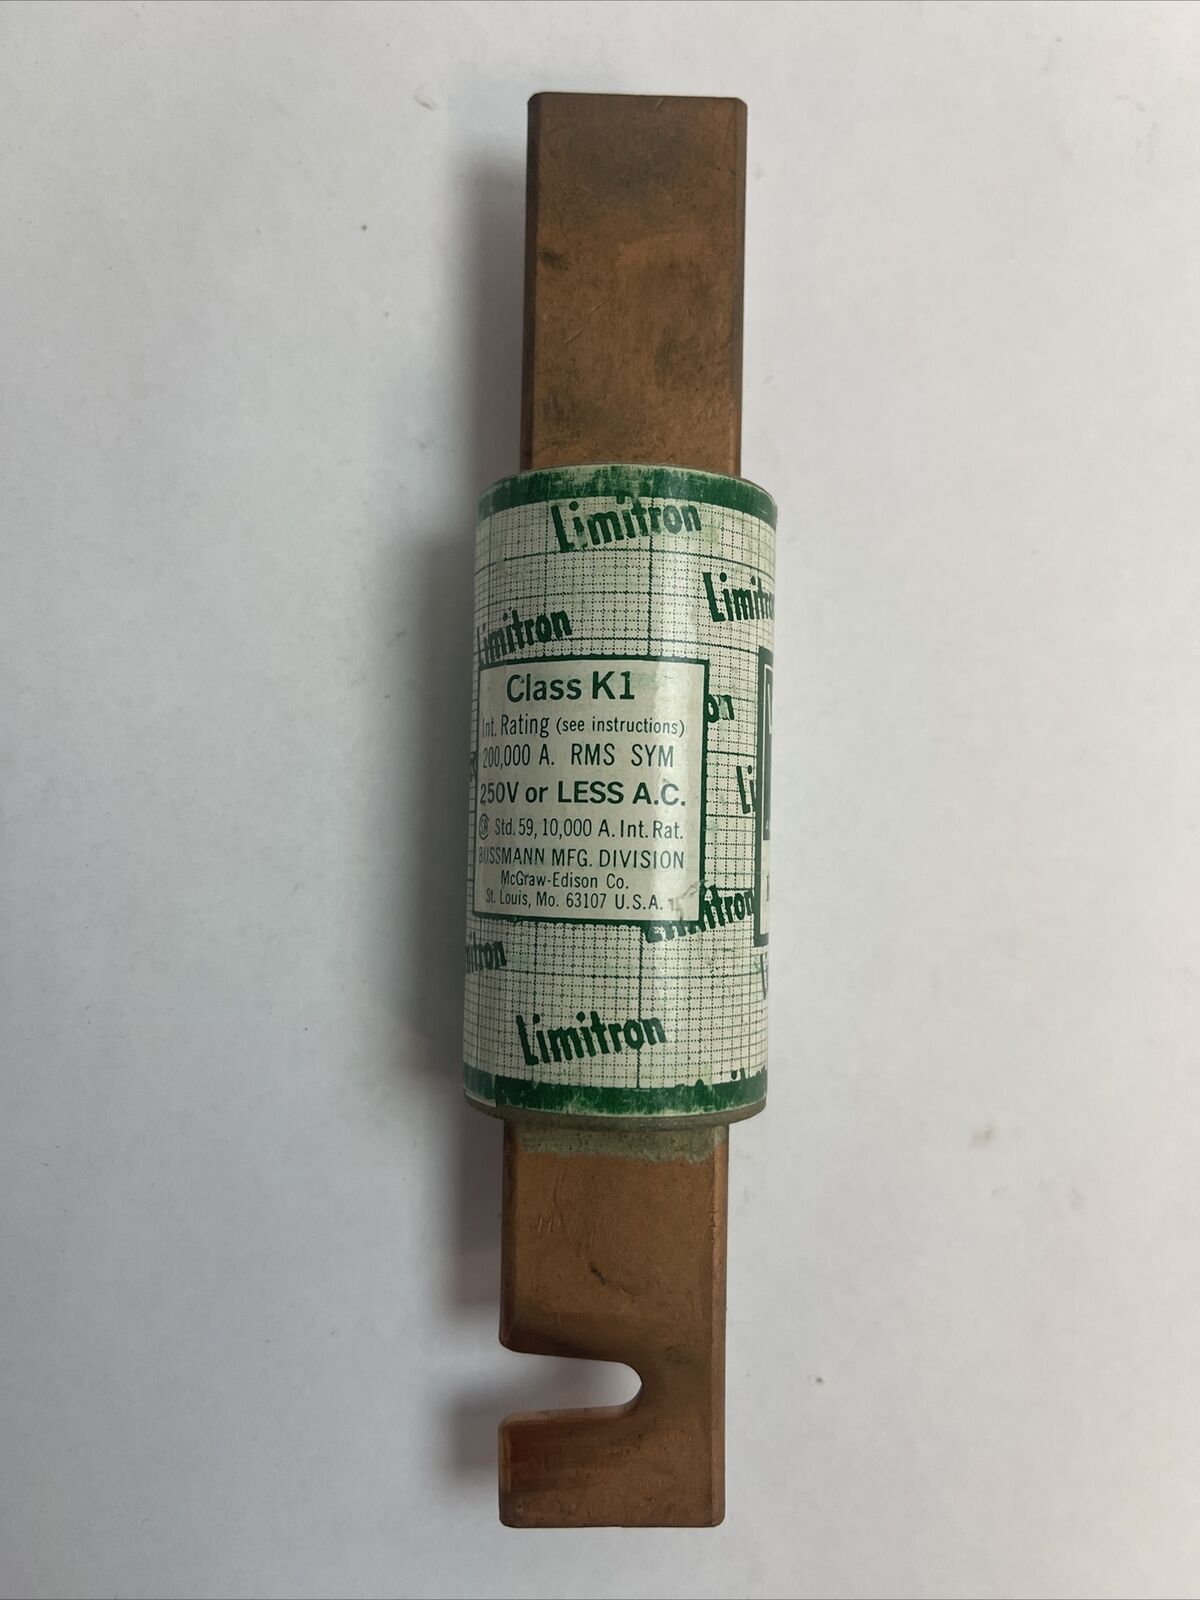 Limitron
Limitron
Limitron
Class K1
Int. Rating (see instructions)
200,000 A. RMS SYM
250V or LESS A.C.
Std. 59, 10,000 A. Int. Rat.
BUSSMANN MFG. DIVISION
McGraw-Edison Co.
St. Louis, Mo. 63107 U.S.A.
Limitron